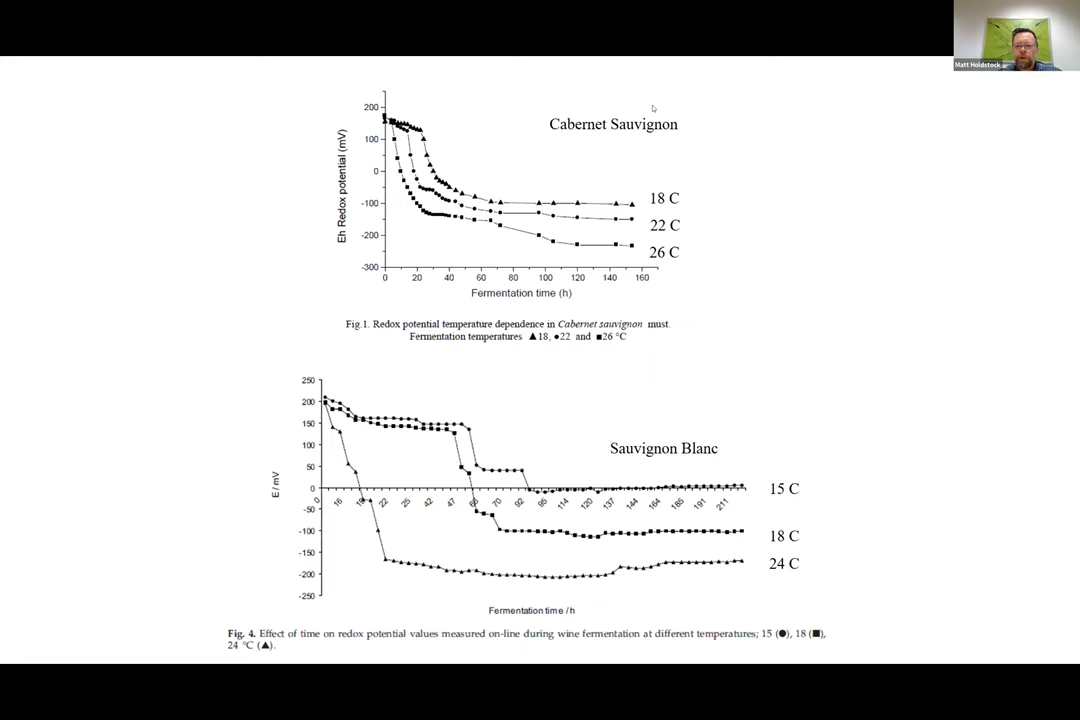 Matt Holdstock
Cabernet Sauvignon
Eh Redox potential (mV)
200
100
0
-100
-200
-300
0 20 40 60 80 100 120 140 160
Fermentation time (h)
18 C
22 C
26 C
Fig.1. Redox potential temperature dependence in Cabernet sauvignon must.
Fermentation temperatures ▲18, ●22 and ■26 °C
Sauvignon Blanc
E / mV
250
200
150
100
50
0
-50
-100
-150
-200
-250
0 16 22 25 42 47 70 92 95 114 120 137 144 164 185 191 211
Fermentation time / h
15 C
18 C
24 C
Fig. 4. Effect of time on redox potential values measured on-line during wine fermentation at different temperatures; 15 (●), 18 (■),
24 °C (▲).